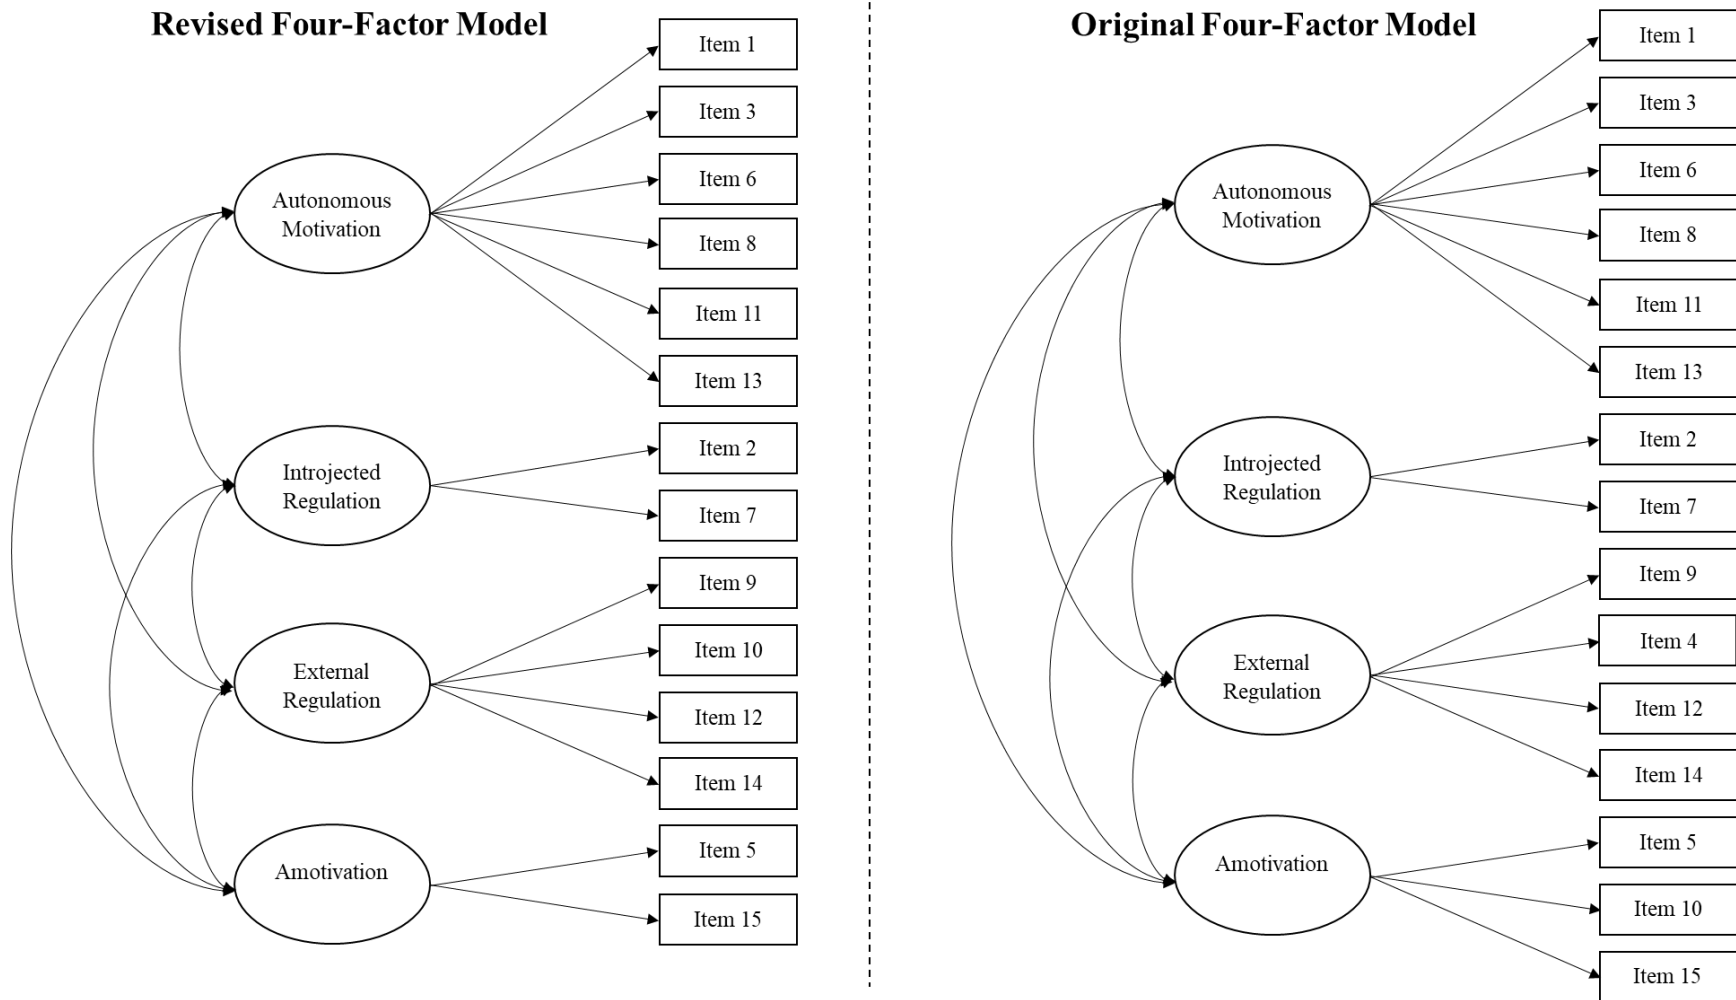 Revised Four-Factor Model
Item 1
Item 3
Item 6
Item 8
Item 11
Item 13
Item 2
Item 7
Item 9
Item 10
Item 12
Item 14
Item 5
Item 15
Autonomous
Motivation
Introjected
Regulation
External
Regulation
Amotivation
Original Four-Factor Model
Item 1
Item 3
Item 6
Item 8
Item 11
Item 13
Item 2
Item 7
Item 9
Item 4
Item 12
Item 14
Item 5
Item 10
Item 15
Autonomous
Motivation
Introjected
Regulation
External
Regulation
Amotivation